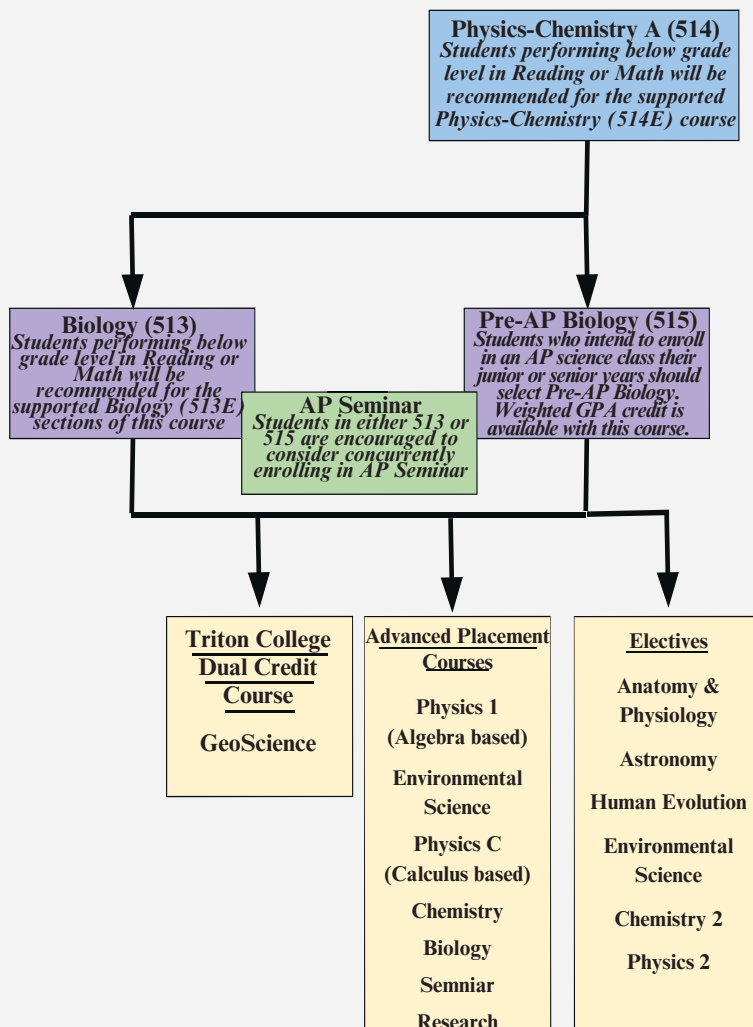 Physics-Chemistry A (514)
Students performing below grade
level in Reading or Math will be
recommended for the supported
Physics-Chemistry (514E) course
Biology (513)
Students performing below
grade level in Reading or
Math will be
recommended for the
supported Biology (513E)
sections of this course
Pre-AP Biology (515)
Students who intend to enroll
in an AP science class their
junior or senior years should
select Pre-AP Biology.
Weighted GPA credit is
available with this course.
AP Seminar
Students in either 513 or
515 are encouraged to
consider concurrently
enrolling in AP Seminar
Triton College
Dual Credit
Course
GeoScience
Advanced Placement
Courses
Physics 1
(Algebra based)
Environmental
Science
Physics C
(Calculus based)
Chemistry
Biology
Semniar
Research
Electives
Anatomy &
Physiology
Astronomy
Human Evolution
Environmental
Science
Chemistry 2
Physics 2